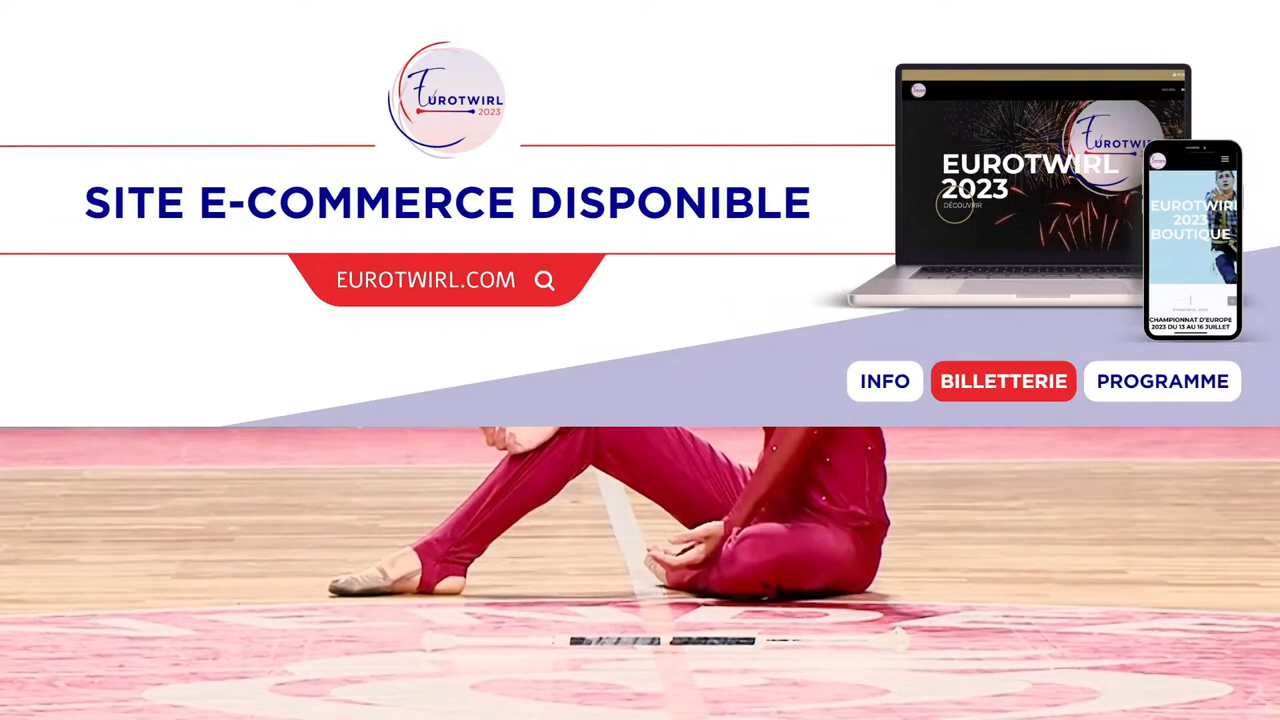 EUROTWIRL
2023
SITE E-COMMERCE DISPONIBLE
EUROTWIRL.COM
EUROTWIRL
2023
DÉCOUVRIR
EUROTWIRL
2023
BOUTIQUE
CHAMPIONNAT D'EUROPE
2023 DU 13 AU 16 JUILLET
INFO
BILLETTERIE
PROGRAMME